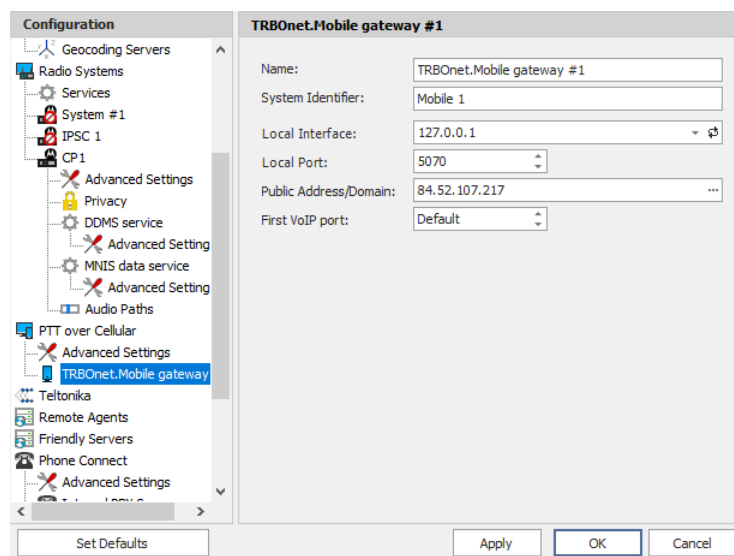 Configuration
Geocoding Servers
Radio Systems
Services
System #1
IPSC 1
CP1
Advanced Settings
Privacy
DDMS service
Advanced Setting
MNIS data service
Advanced Setting
Audio Paths
PTT over Cellular
Advanced Settings
TRBOnet.Mobile gateway
Teltonika
Remote Agents
Friendly Servers
Phone Connect
Advanced Settings
Set Defaults
TRBOnet.Mobile gateway #1
Name: TRBOnet.Mobile gateway #1
System Identifier: Mobile 1
Local Interface: 127.0.0.1
Local Port: 5070
Public Address/Domain: 84.52.107.217 ...
First VoIP port: Default
Apply OK Cancel